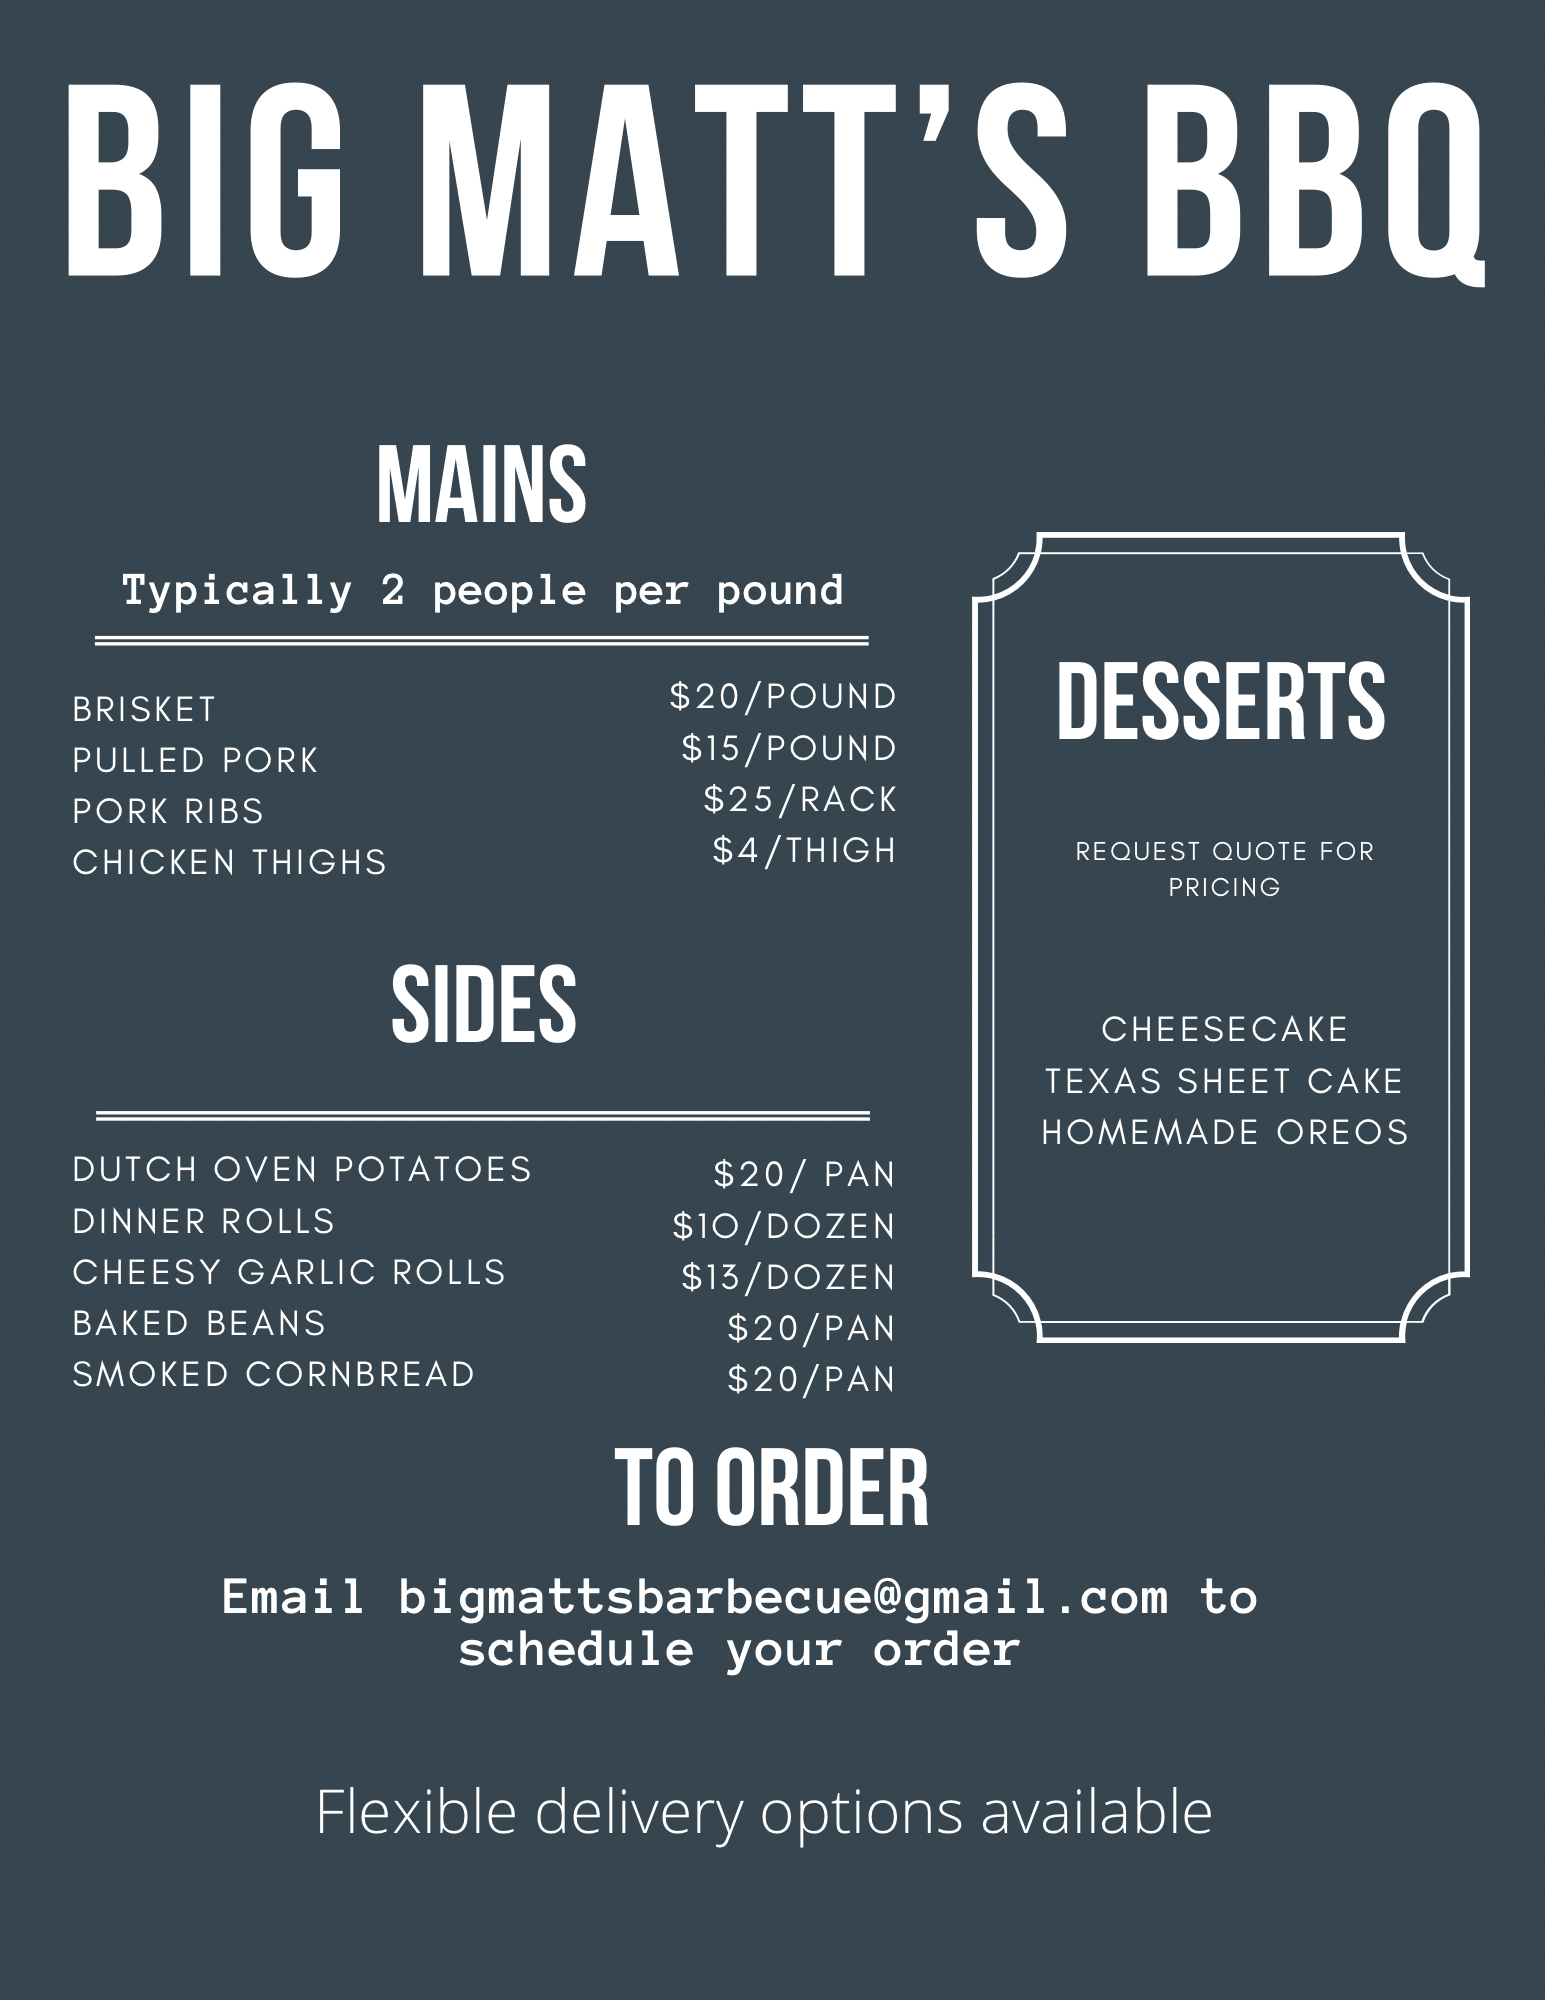 BIG MATT'S BBQ
MAINS
Typically 2 people per pound
BRISKET $20/POUND
PULLED PORK $15/POUND
PORK RIBS $25/RACK
CHICKEN THIGHS $4/THIGH
SIDES
DUTCH OVEN POTATOES $20/ PAN
DINNER ROLLS $10/DOZEN
CHEESY GARLIC ROLLS $13/DOZEN
BAKED BEANS $20/PAN
SMOKED CORNBREAD $20/PAN
DESSERTS
REQUEST QUOTE FOR
PRICING
CHEESECAKE
TEXAS SHEET CAKE
HOMEMADE OREOS
TO ORDER
Email bigmattsbarbecue@gmail.com to
schedule your order
Flexible delivery options available